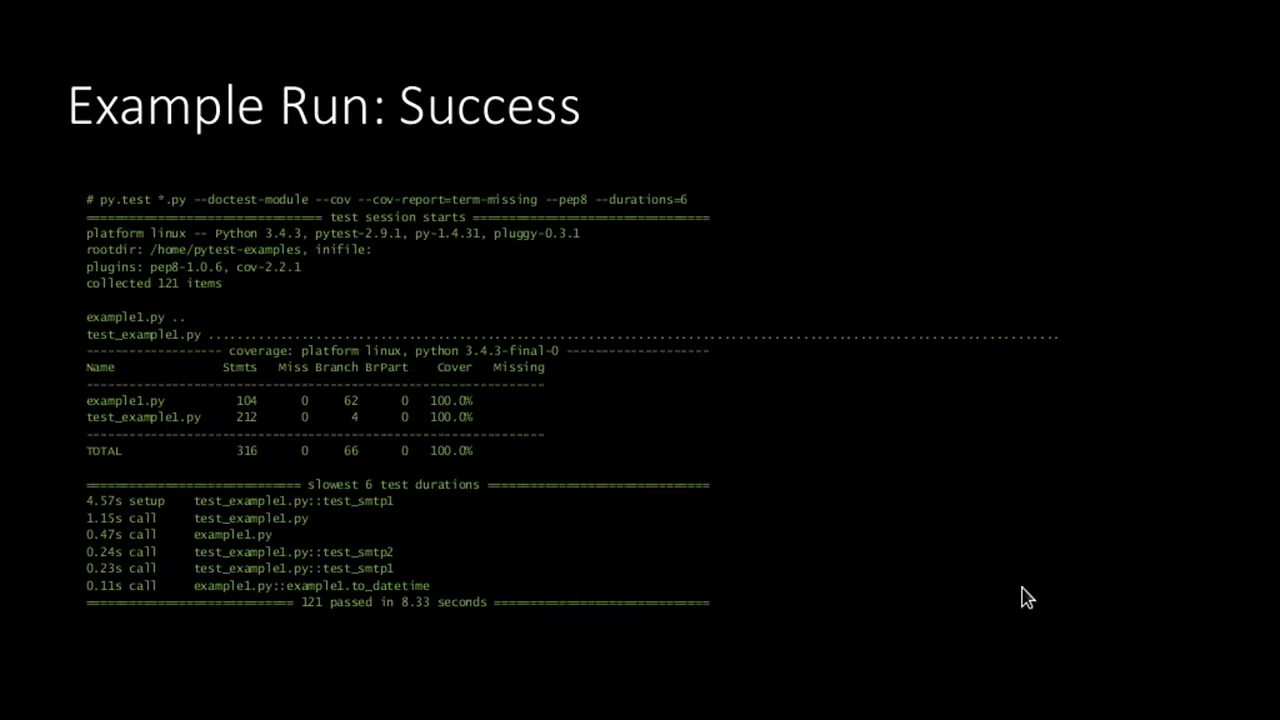 Example Run: Success
# py.test *.py --doctest-module --cov --cov-report=term-missing --pep8 --durations=6
================================= test session starts =================================
platform linux -- Python 3.4.3, pytest-2.9.1, py-1.4.31, pluggy-0.3.1
rootdir: /home/pytest-examples, inifile:
plugins: pep8-1.0.6, cov-2.2.1
collected 121 items
example1.py ..
test_example1.py .......................................................................................................................
------------------- coverage: platform linux, python 3.4.3-final-0 --------------------
Name               Stmts   Miss Branch BrPart    Cover   Missing
----------------------------------------------------------------
example1.py          104      0     62      0   100.0%
test_example1.py     212      0      4      0   100.0%
----------------------------------------------------------------
TOTAL                316      0     66      0   100.0%
============================== slowest 6 test durations ===============================
4.57s setup    test_example1.py::test_smtp1
1.15s call     test_example1.py
0.47s call     example1.py
0.24s call     test_example1.py::test_smtp2
0.23s call     test_example1.py::test_smtp1
0.11s call     example1.py::example1.to_datetime
============================= 121 passed in 8.33 seconds ==============================